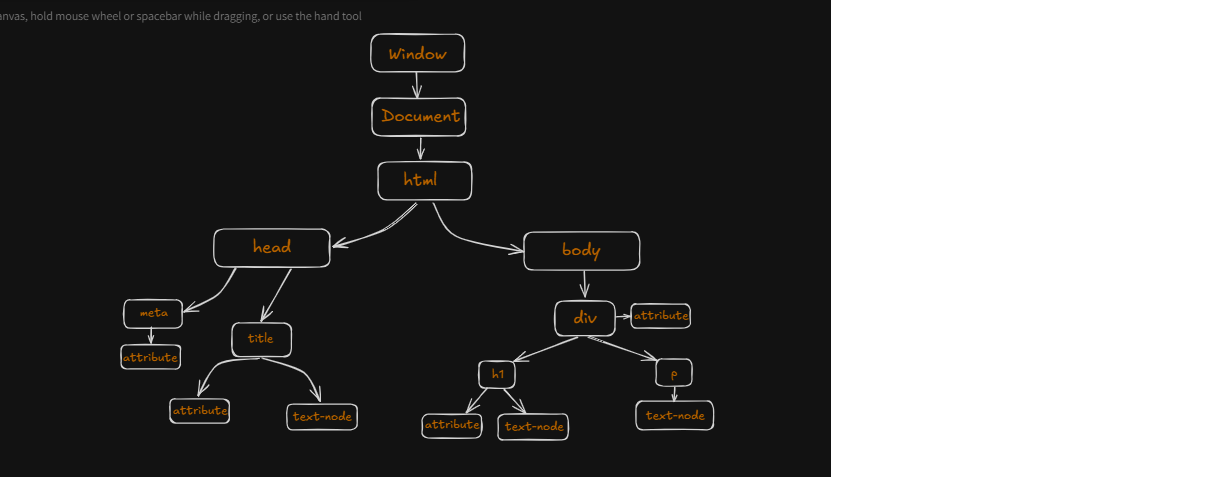 anvas, hold mouse wheel or spacebar while dragging, or use the hand tool
Window
Document
html
head
body
meta
title
div
attribute
attribute
h1
p
attribute
text-node
attribute
text-node
text-node